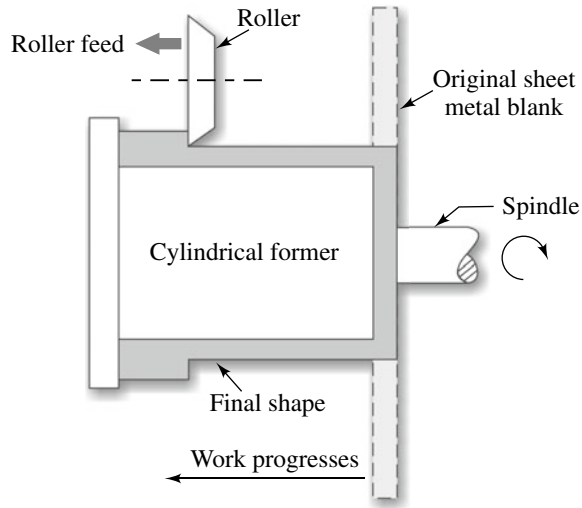 Roller
Roller feed
Original sheet
metal blank
Spindle
Cylindrical former
Final shape
Work progresses